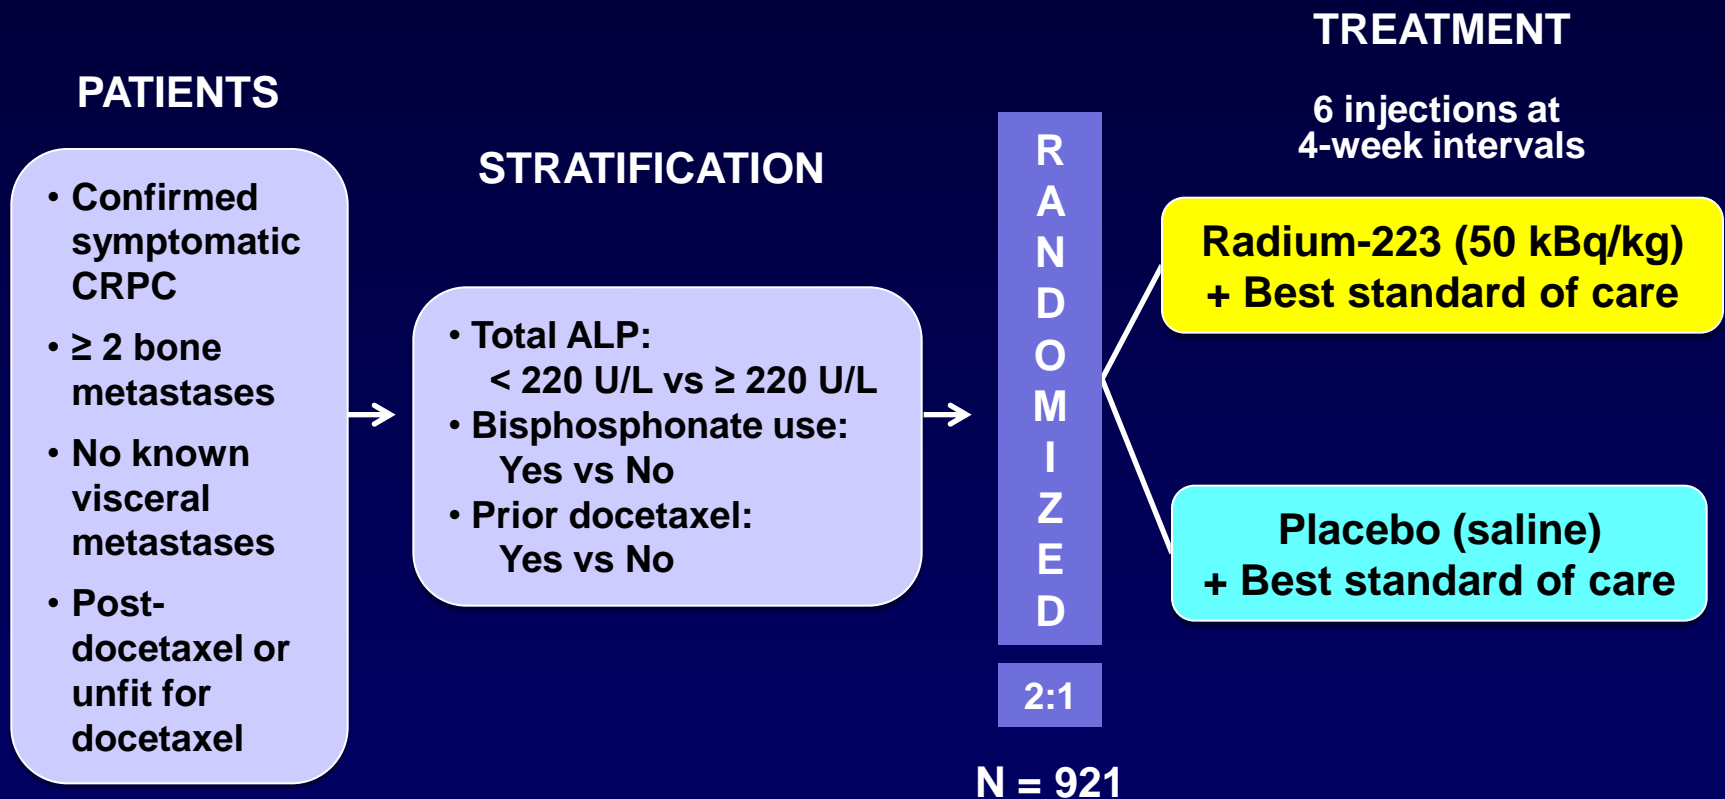 PATIENTS
• Confirmed
symptomatic
CRPC
• ≥ 2 bone
metastases
• No known
visceral
metastases
• Post-
docetaxel or
unfit for
docetaxel
STRATIFICATION
• Total ALP:
< 220 U/L vs ≥ 220 U/L
• Bisphosphonate use:
Yes vs No
• Prior docetaxel:
Yes vs No
R
A
N
D
O
M
I
Z
E
D
2:1
N = 921
TREATMENT
6 injections at
4-week intervals
Radium-223 (50 kBq/kg)
+ Best standard of care
Placebo (saline)
+ Best standard of care